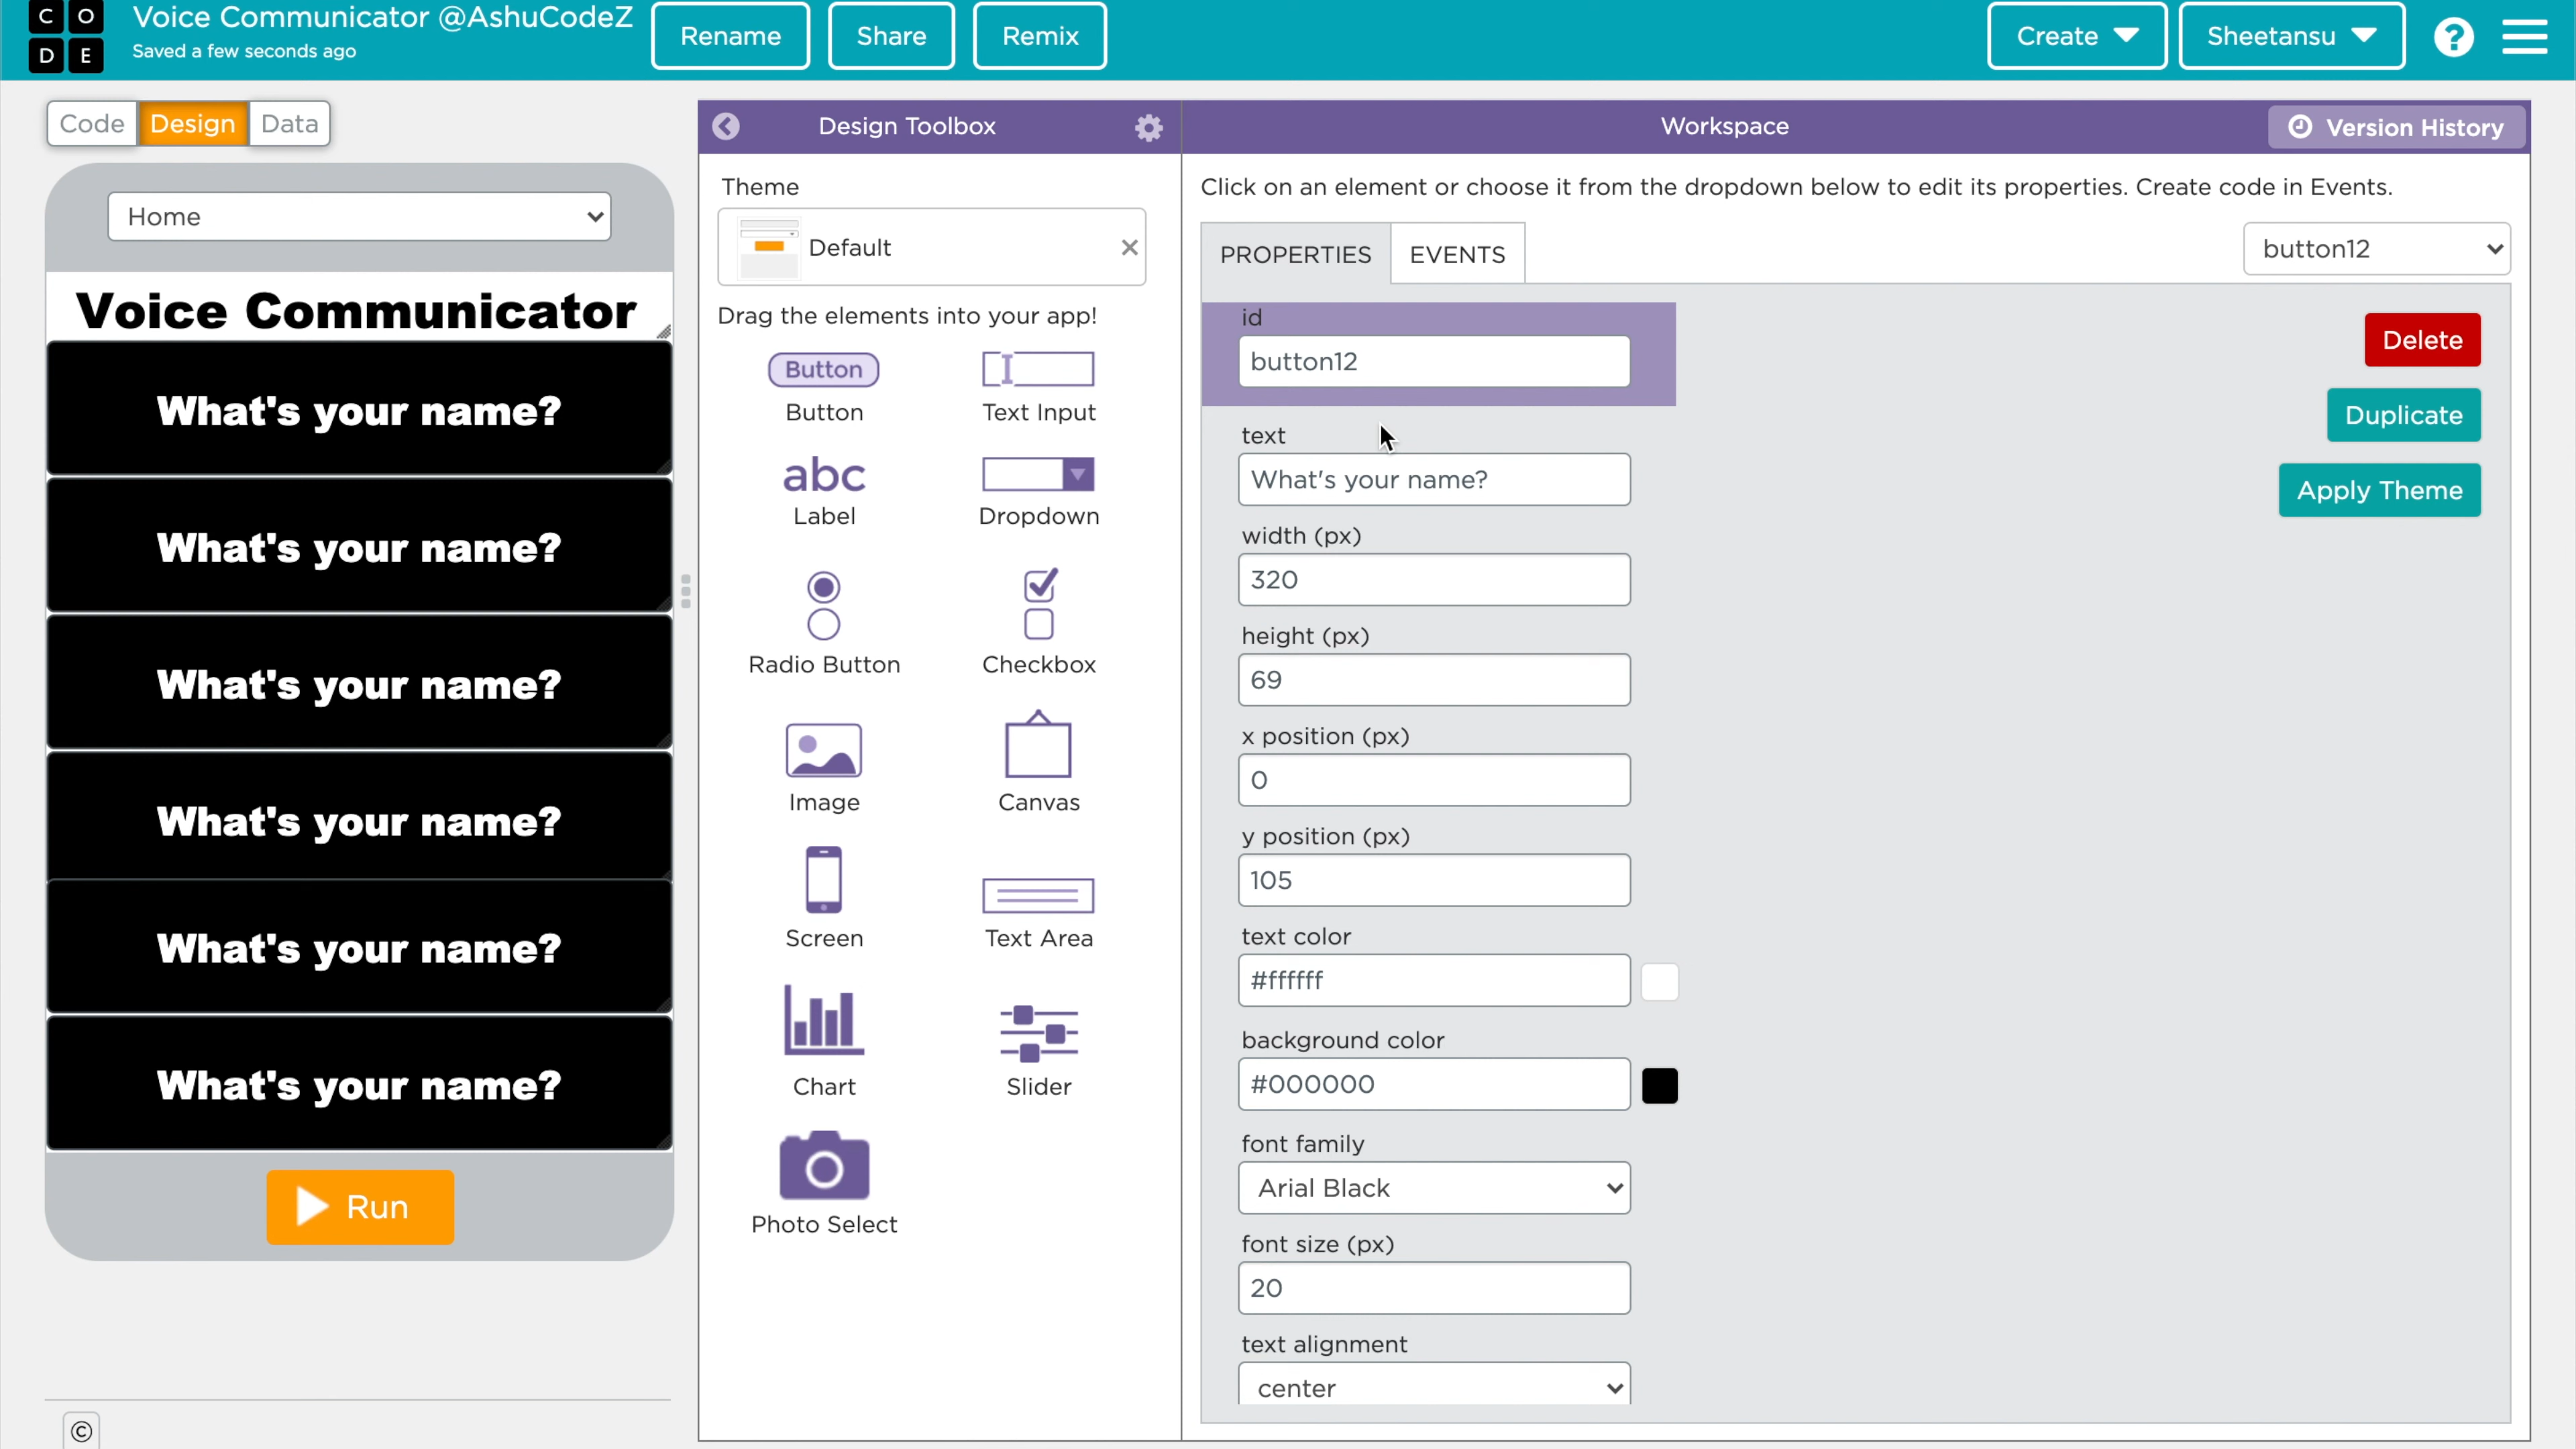 C O
D E
Voice Communicator @AshuCodeZ
Saved a few seconds ago
Rename
Share
Remix
Create
Sheetansu
?
Code
Design
Data
Home
Voice Communicator
What's your name?
What's your name?
What's your name?
What's your name?
What's your name?
What's your name?
Run
©
Design Toolbox
Theme
Default
Drag the elements into your app!
Button
Button
Text Input
abc
Label
Dropdown
Radio Button
Checkbox
Image
Canvas
Screen
Text Area
Chart
Slider
Photo Select
Workspace
Version History
Click on an element or choose it from the dropdown below to edit its properties. Create code in Events.
PROPERTIES
EVENTS
button12
id
button12
Delete
text
What's your name?
Duplicate
Apply Theme
width (px)
320
height (px)
69
x position (px)
0
y position (px)
105
text color
#ffffff
background color
#000000
font family
Arial Black
font size (px)
20
text alignment
center